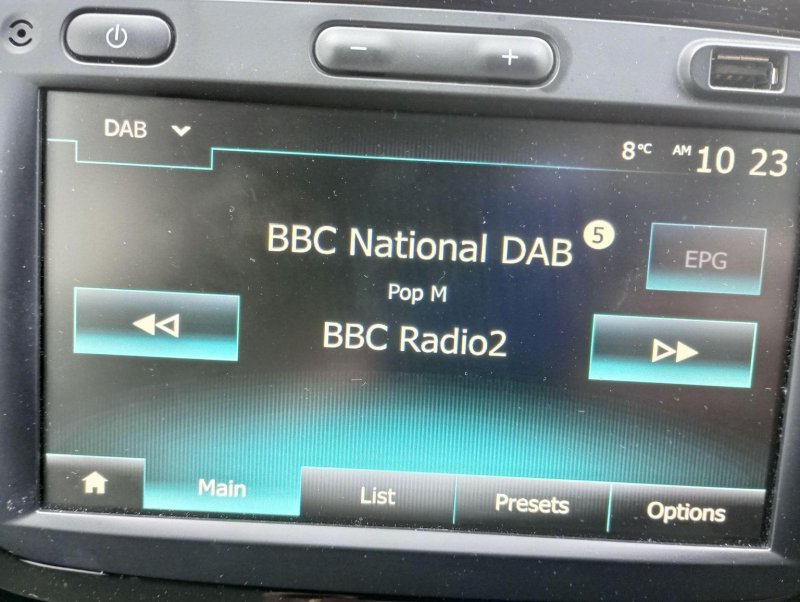 − +
DAB
8°C AM 10 23
BBC National DAB 5
EPG
Pop M
BBC Radio2
Main List Presets Options